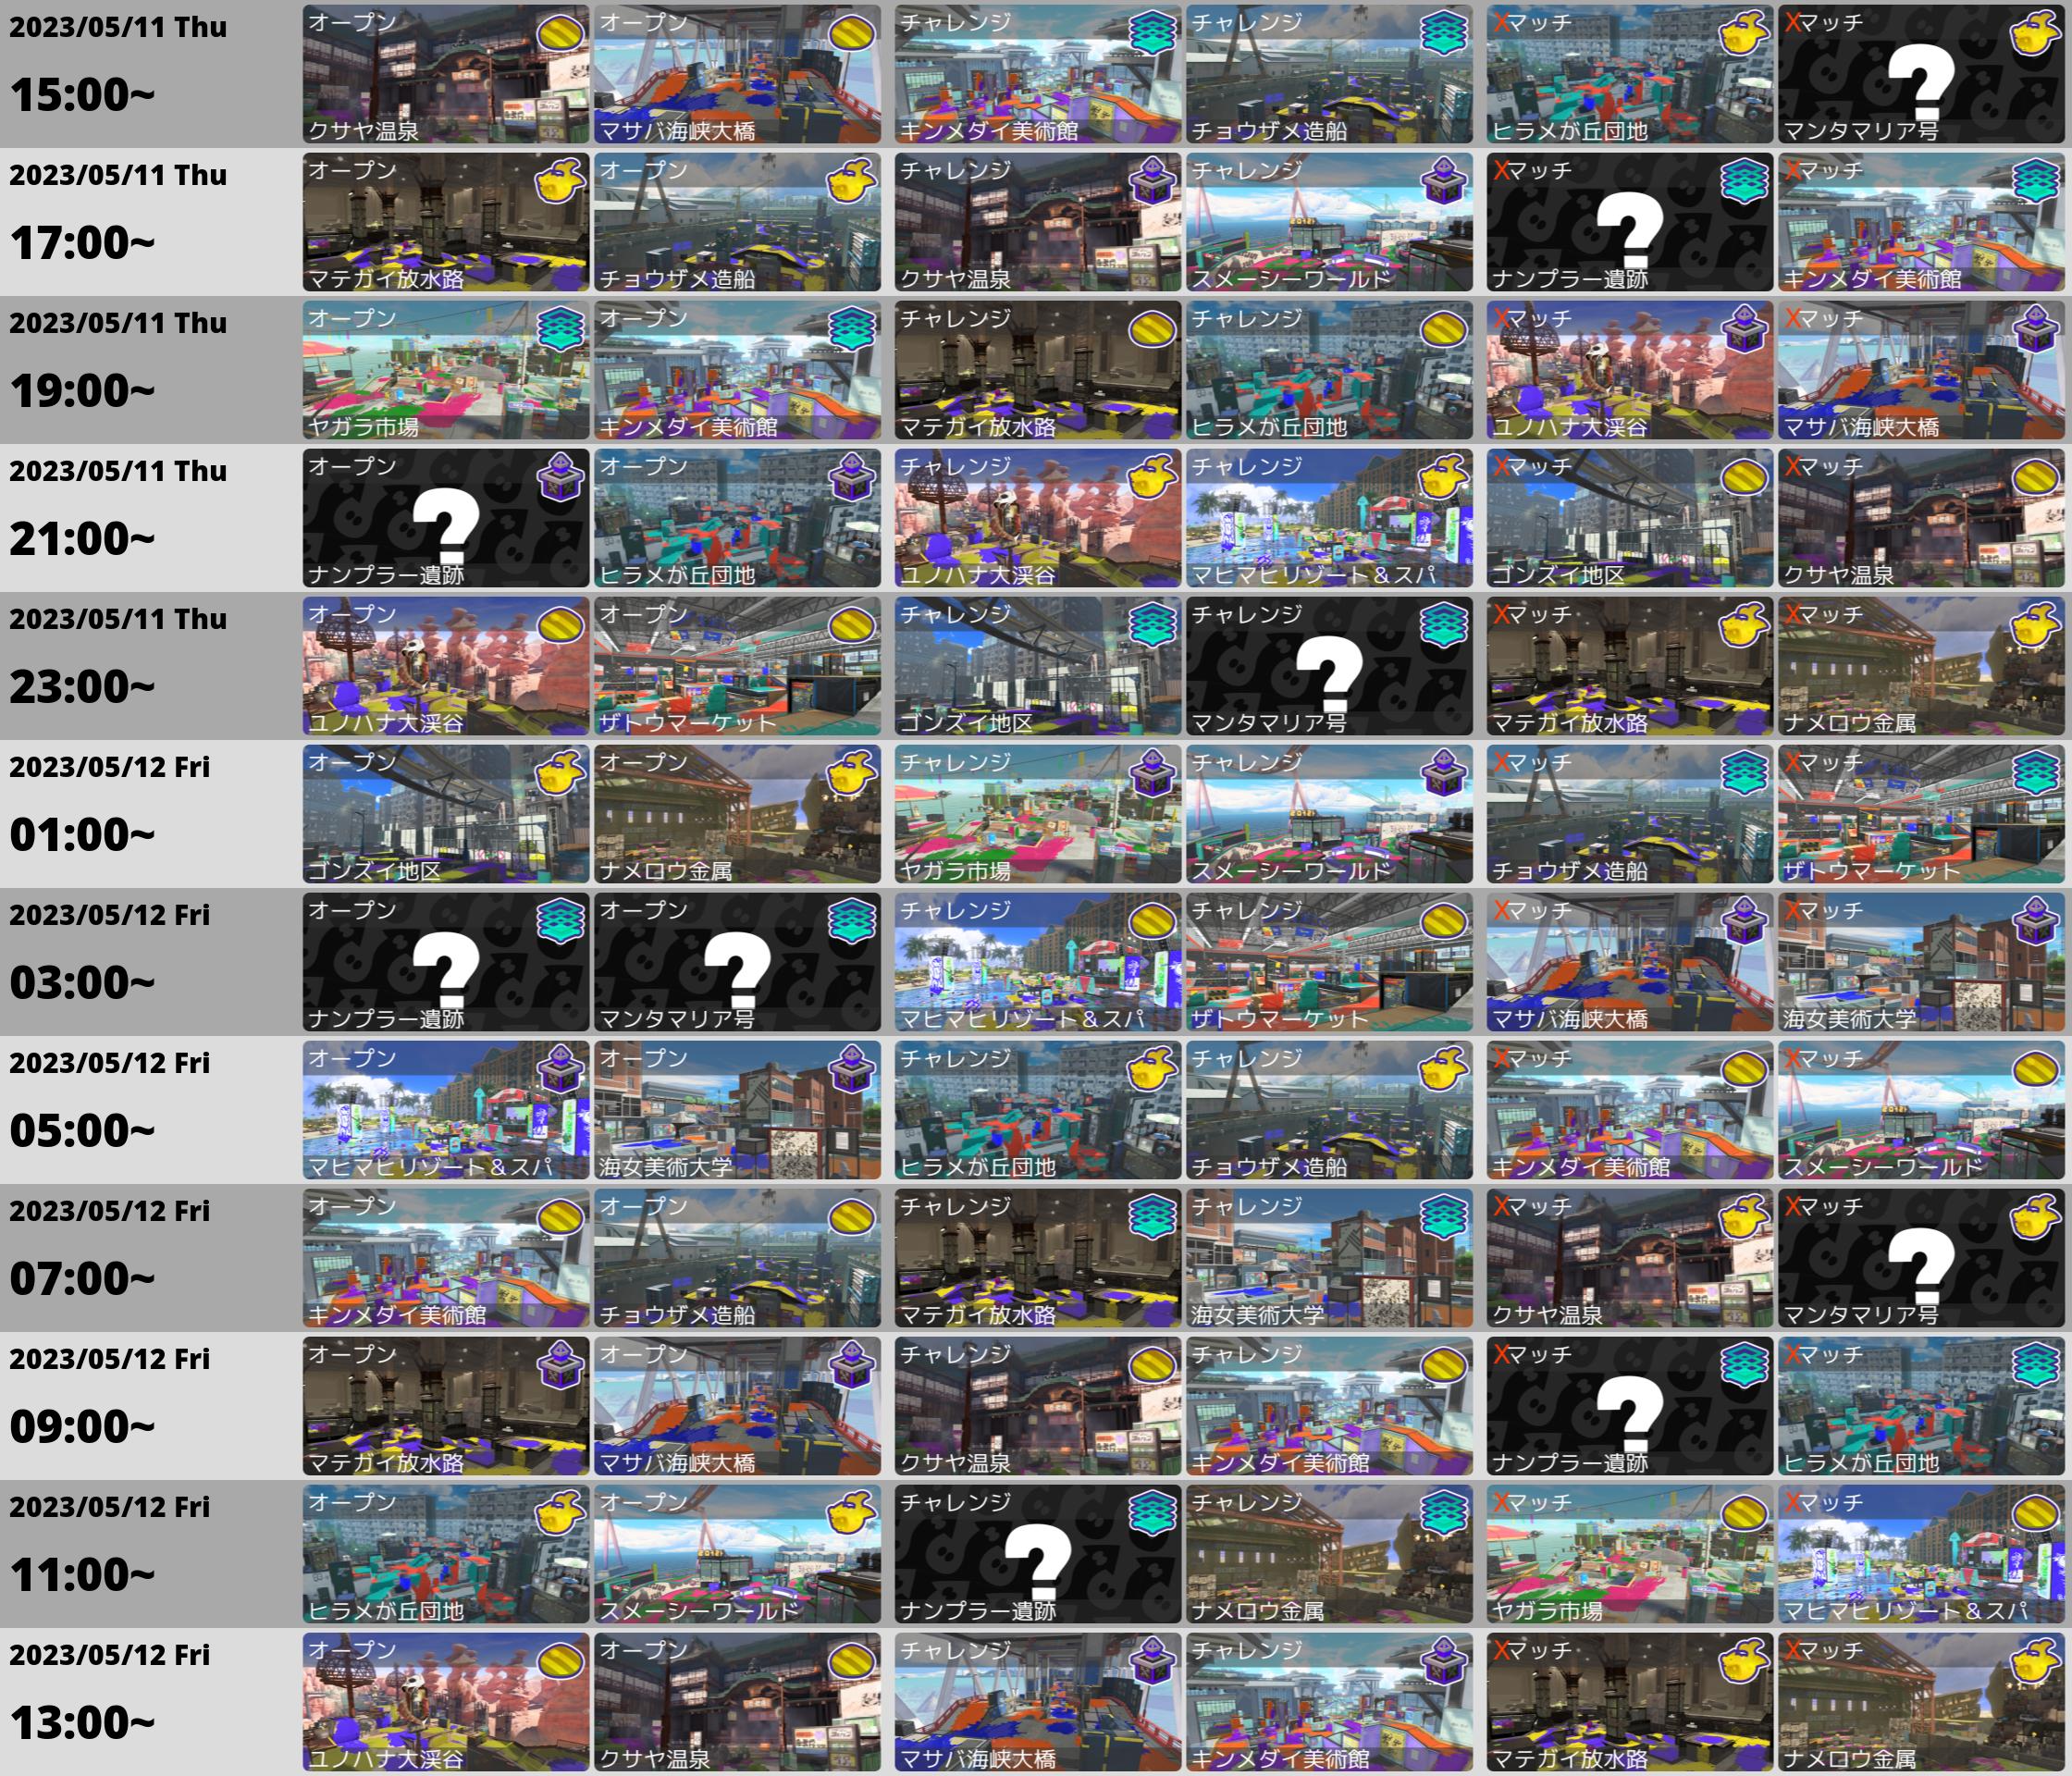 2023/05/11 Thu
15:00~
オープン
クサヤ温泉
オープン
マサバ海峡大橋
チャレンジ
キンメダイ美術館
チャレンジ
チョウザメ造船
Xマッチ
ヒラメが丘団地
Xマッチ
?
マンタマリア号
2023/05/11 Thu
17:00~
オープン
マテガイ放水路
オープン
チョウザメ造船
チャレンジ
クサヤ温泉
チャレンジ
スメーシーワールド
Xマッチ
?
ナンプラー遺跡
Xマッチ
キンメダイ美術館
2023/05/11 Thu
19:00~
オープン
ヤガラ市場
オープン
キンメダイ美術館
チャレンジ
マテガイ放水路
チャレンジ
ヒラメが丘団地
Xマッチ
ユノハナ大渓谷
Xマッチ
マサバ海峡大橋
2023/05/11 Thu
21:00~
オープン
?
ナンプラー遺跡
オープン
ヒラメが丘団地
チャレンジ
ユノハナ大渓谷
チャレンジ
マヒマヒリゾート＆スパ
Xマッチ
ゴンズイ地区
Xマッチ
クサヤ温泉
2023/05/11 Thu
23:00~
オープン
ユノハナ大渓谷
オープン
ザトウマーケット
チャレンジ
ゴンズイ地区
チャレンジ
?
マンタマリア号
Xマッチ
マテガイ放水路
Xマッチ
ナメロウ金属
2023/05/12 Fri
01:00~
オープン
ゴンズイ地区
オープン
ナメロウ金属
チャレンジ
ヤガラ市場
チャレンジ
スメーシーワールド
Xマッチ
チョウザメ造船
Xマッチ
ザトウマーケット
2023/05/12 Fri
03:00~
オープン
?
ナンプラー遺跡
オープン
?
マンタマリア号
チャレンジ
マヒマヒリゾート＆スパ
チャレンジ
ザトウマーケット
Xマッチ
マサバ海峡大橋
Xマッチ
海女美術大学
2023/05/12 Fri
05:00~
オープン
マヒマヒリゾート＆スパ
オープン
海女美術大学
チャレンジ
ヒラメが丘団地
チャレンジ
チョウザメ造船
Xマッチ
キンメダイ美術館
Xマッチ
スメーシーワールド
2023/05/12 Fri
07:00~
オープン
キンメダイ美術館
オープン
チョウザメ造船
チャレンジ
マテガイ放水路
チャレンジ
海女美術大学
Xマッチ
クサヤ温泉
Xマッチ
?
マンタマリア号
2023/05/12 Fri
09:00~
オープン
マテガイ放水路
オープン
マサバ海峡大橋
チャレンジ
クサヤ温泉
チャレンジ
キンメダイ美術館
Xマッチ
?
ナンプラー遺跡
Xマッチ
ヒラメが丘団地
2023/05/12 Fri
11:00~
オープン
ヒラメが丘団地
オープン
スメーシーワールド
チャレンジ
?
ナンプラー遺跡
チャレンジ
ナメロウ金属
Xマッチ
ヤガラ市場
Xマッチ
マヒマヒリゾート＆スパ
2023/05/12 Fri
13:00~
オープン
ユノハナ大渓谷
オープン
クサヤ温泉
チャレンジ
マサバ海峡大橋
チャレンジ
キンメダイ美術館
Xマッチ
マテガイ放水路
Xマッチ
ナメロウ金属